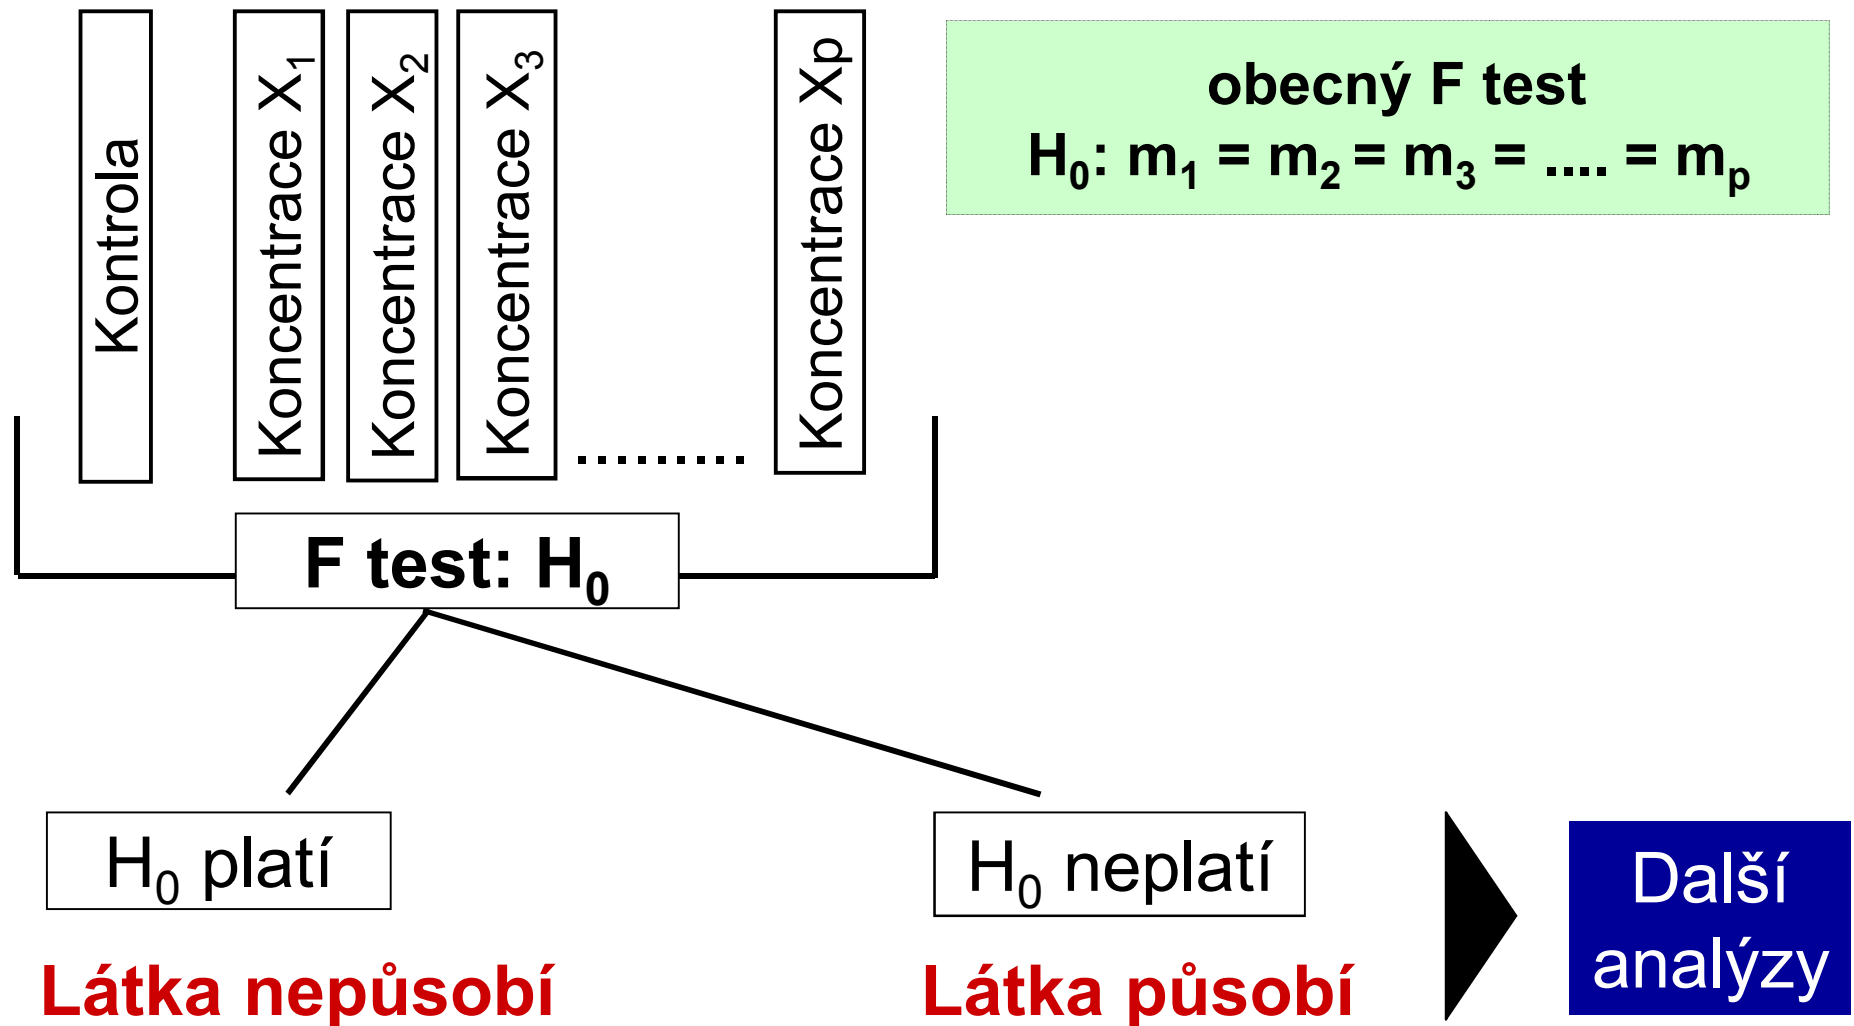 Kontrola
Koncentrace X₁
Koncentrace X₂
Koncentrace X₃
.........
Koncentrace Xp
obecný F test
H₀: m₁ = m₂ = m₃ = .... = mₚ
F test: H₀
H₀ platí
H₀ neplatí
Látka nepůsobí
Látka působí
Další
analýzy